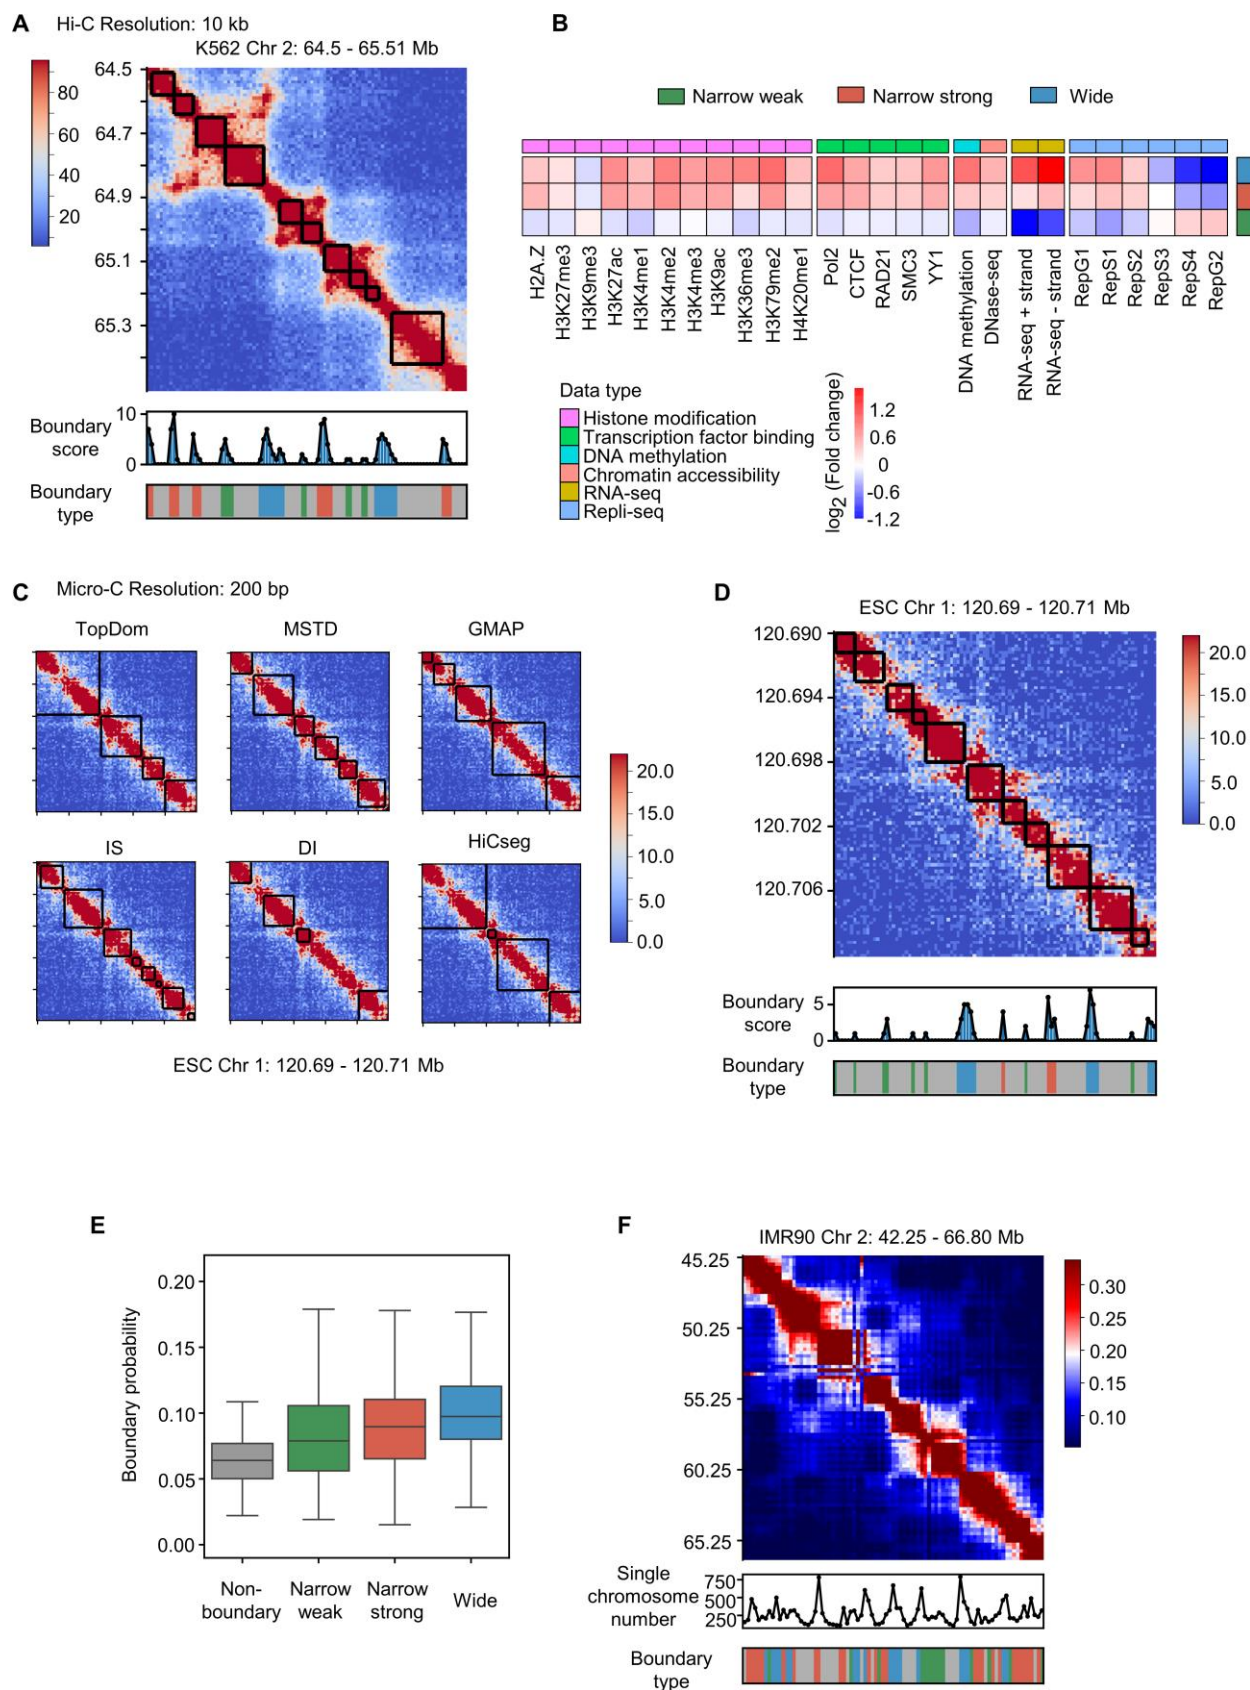 A
Hi-C Resolution: 10 kb
K562 Chr 2: 64.5 - 65.51 Mb
80
60
40
20
64.5
64.7
64.9
65.1
65.3
Boundary
score
10
0
Boundary
type
B
Narrow weak
Narrow strong
Wide
H2A.Z
H3K27me3
H3K9me3
H3K27ac
H3K4me1
H3K4me2
H3K4me3
H3K9ac
H3K36me3
H3K79me2
H4K20me1
Pol2
CTCF
RAD21
SMC3
YY1
DNA methylation
DNase-seq
RNA-seq + strand
RNA-seq - strand
RepG1
RepS1
RepS2
RepS3
RepS4
RepG2
Data type
Histone modification
Transcription factor binding
DNA methylation
Chromatin accessibility
RNA-seq
Repli-seq
log2 (Fold change)
1.2
0.6
0
-0.6
-1.2
C
Micro-C Resolution: 200 bp
TopDom
MSTD
GMAP
IS
DI
HiCseg
20.0
15.0
10.0
5.0
0.0
ESC Chr 1: 120.69 - 120.71 Mb
D
ESC Chr 1: 120.69 - 120.71 Mb
120.690
120.694
120.698
120.702
120.706
20.0
15.0
10.0
5.0
0.0
Boundary
score
5
0
Boundary
type
E
Boundary probability
0.20
0.15
0.10
0.05
0.00
Non-
boundary
Narrow
weak
Narrow
strong
Wide
F
IMR90 Chr 2: 42.25 - 66.80 Mb
45.25
50.25
55.25
60.25
65.25
0.30
0.25
0.20
0.15
0.10
Single
chromosome
number
750
500
250
Boundary
type